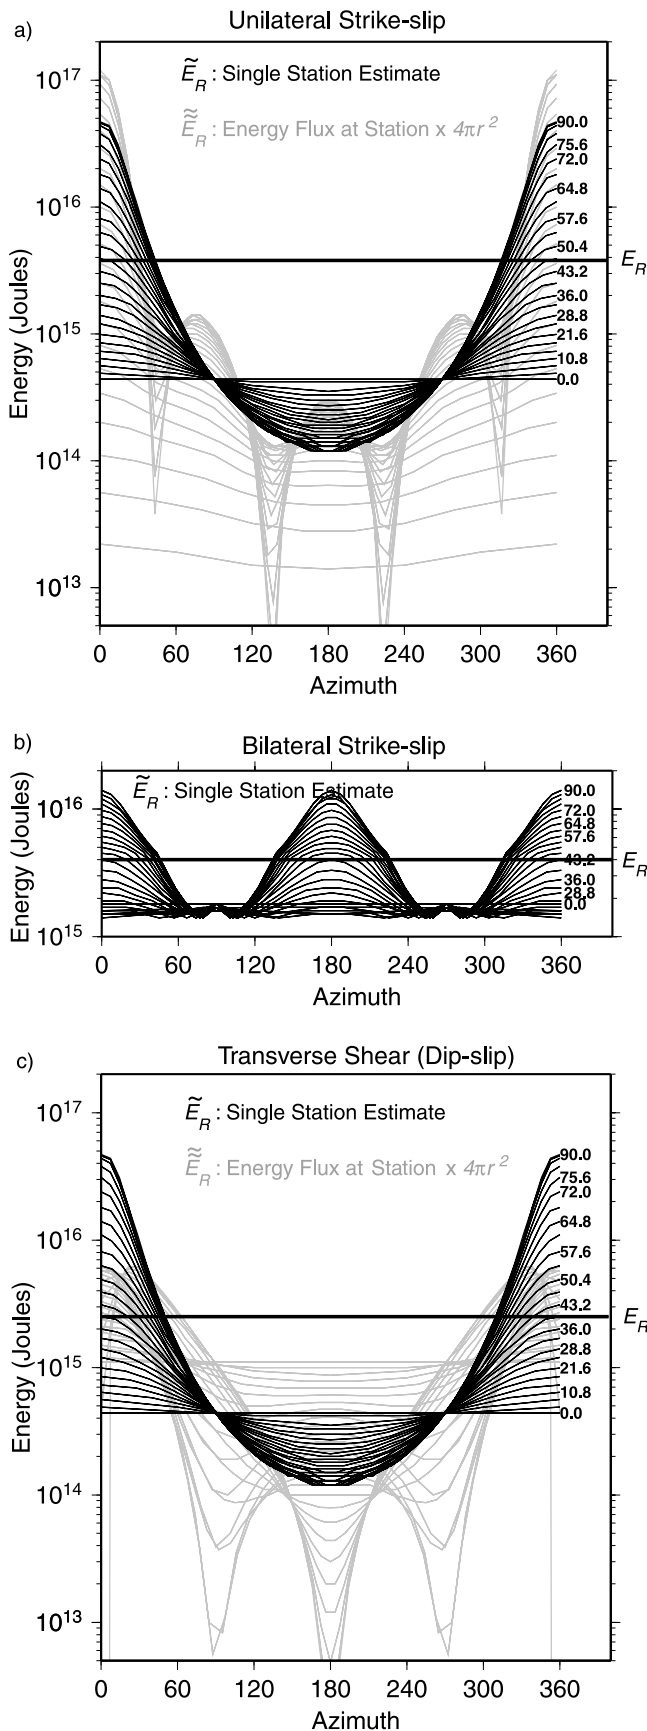 a)
Unilateral Strike-slip
Energy (Joules)
10^17
10^16
10^15
10^14
10^13
Ẽ_R : Single Station Estimate
Ẽ̃_R : Energy Flux at Station x 4πr^2
90.0
75.6
72.0
64.8
57.6
50.4
43.2
36.0
28.8
21.6
10.8
0.0
E_R
0 60 120 180 240 300 360
Azimuth
b)
Bilateral Strike-slip
Energy (Joules)
10^16
10^15
Ẽ_R : Single Station Estimate
90.0
72.0
64.8
57.6
43.2
36.0
28.8
0.0
E_R
0 60 120 180 240 300 360
Azimuth
c)
Transverse Shear (Dip-slip)
Energy (Joules)
10^17
10^16
10^15
10^14
10^13
Ẽ_R : Single Station Estimate
Ẽ̃_R : Energy Flux at Station x 4πr^2
90.0
75.6
72.0
64.8
57.6
50.4
43.2
36.0
28.8
21.6
10.8
0.0
E_R
0 60 120 180 240 300 360
Azimuth